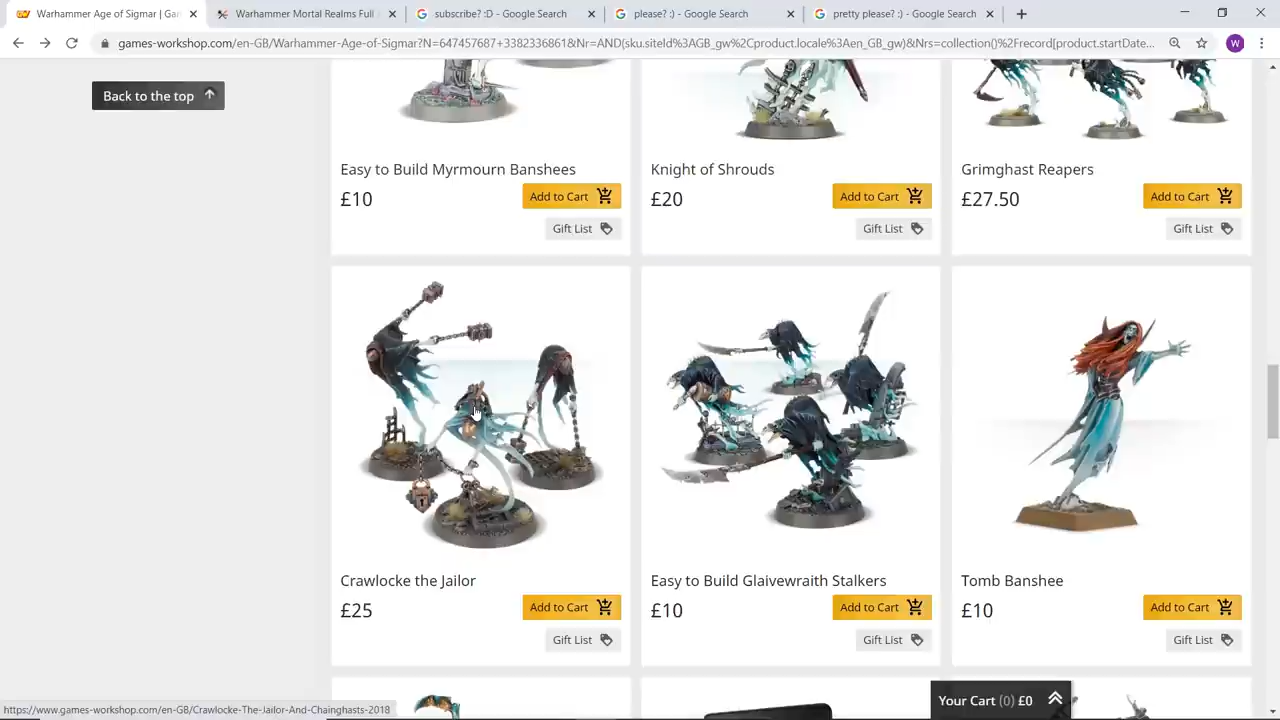 Warhammer Age of Sigmar | Gam
Warhammer Mortal Realms Full
subscribe? :D - Google Search
please? :) - Google Search
pretty please? :) - Google Search
games-workshop.com/en-GB/Warhammer-Age-of-Sigmar?N=647457687+3382336861&Nr=AND(sku.siteId%3AGB_gw%2Cproduct.locale%3Aen_GB_gw)&Nrs=collection()%2Frecord[product.startDate...
W
Back to the top
Easy to Build Myrmourn Banshees
£10
Add to Cart
Gift List
Knight of Shrouds
£20
Add to Cart
Gift List
Grimghast Reapers
£27.50
Add to Cart
Gift List
Crawlocke the Jailor
£25
Add to Cart
Gift List
Easy to Build Glaivewraith Stalkers
£10
Add to Cart
Gift List
Tomb Banshee
£10
Add to Cart
Gift List
Your Cart (0) £0
https://www.games-workshop.com/en-GB/Crawlocke-The-
inghasts-2018